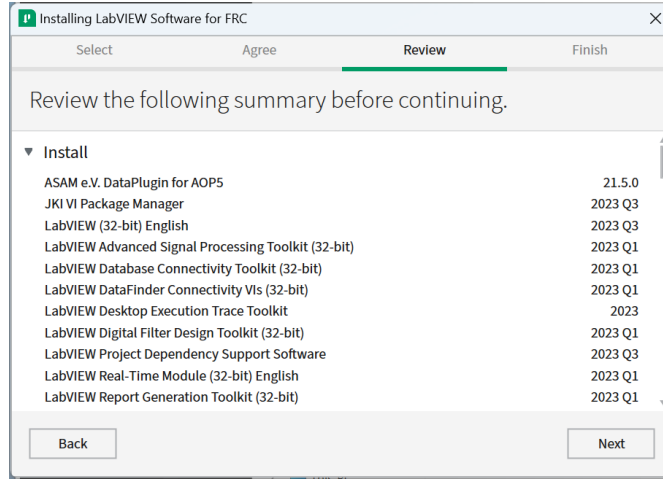 Installing LabVIEW Software for FRC
Select Agree Review Finish
Review the following summary before continuing.
Install
ASAM e.V. DataPlugin for AOP5 21.5.0
JKI VI Package Manager 2023 Q3
LabVIEW (32-bit) English 2023 Q3
LabVIEW Advanced Signal Processing Toolkit (32-bit) 2023 Q1
LabVIEW Database Connectivity Toolkit (32-bit) 2023 Q1
LabVIEW DataFinder Connectivity VIs (32-bit) 2023 Q1
LabVIEW Desktop Execution Trace Toolkit 2023
LabVIEW Digital Filter Design Toolkit (32-bit) 2023 Q1
LabVIEW Project Dependency Support Software 2023 Q3
LabVIEW Real-Time Module (32-bit) English 2023 Q1
LabVIEW Report Generation Toolkit (32-bit) 2023 Q1
Back Next